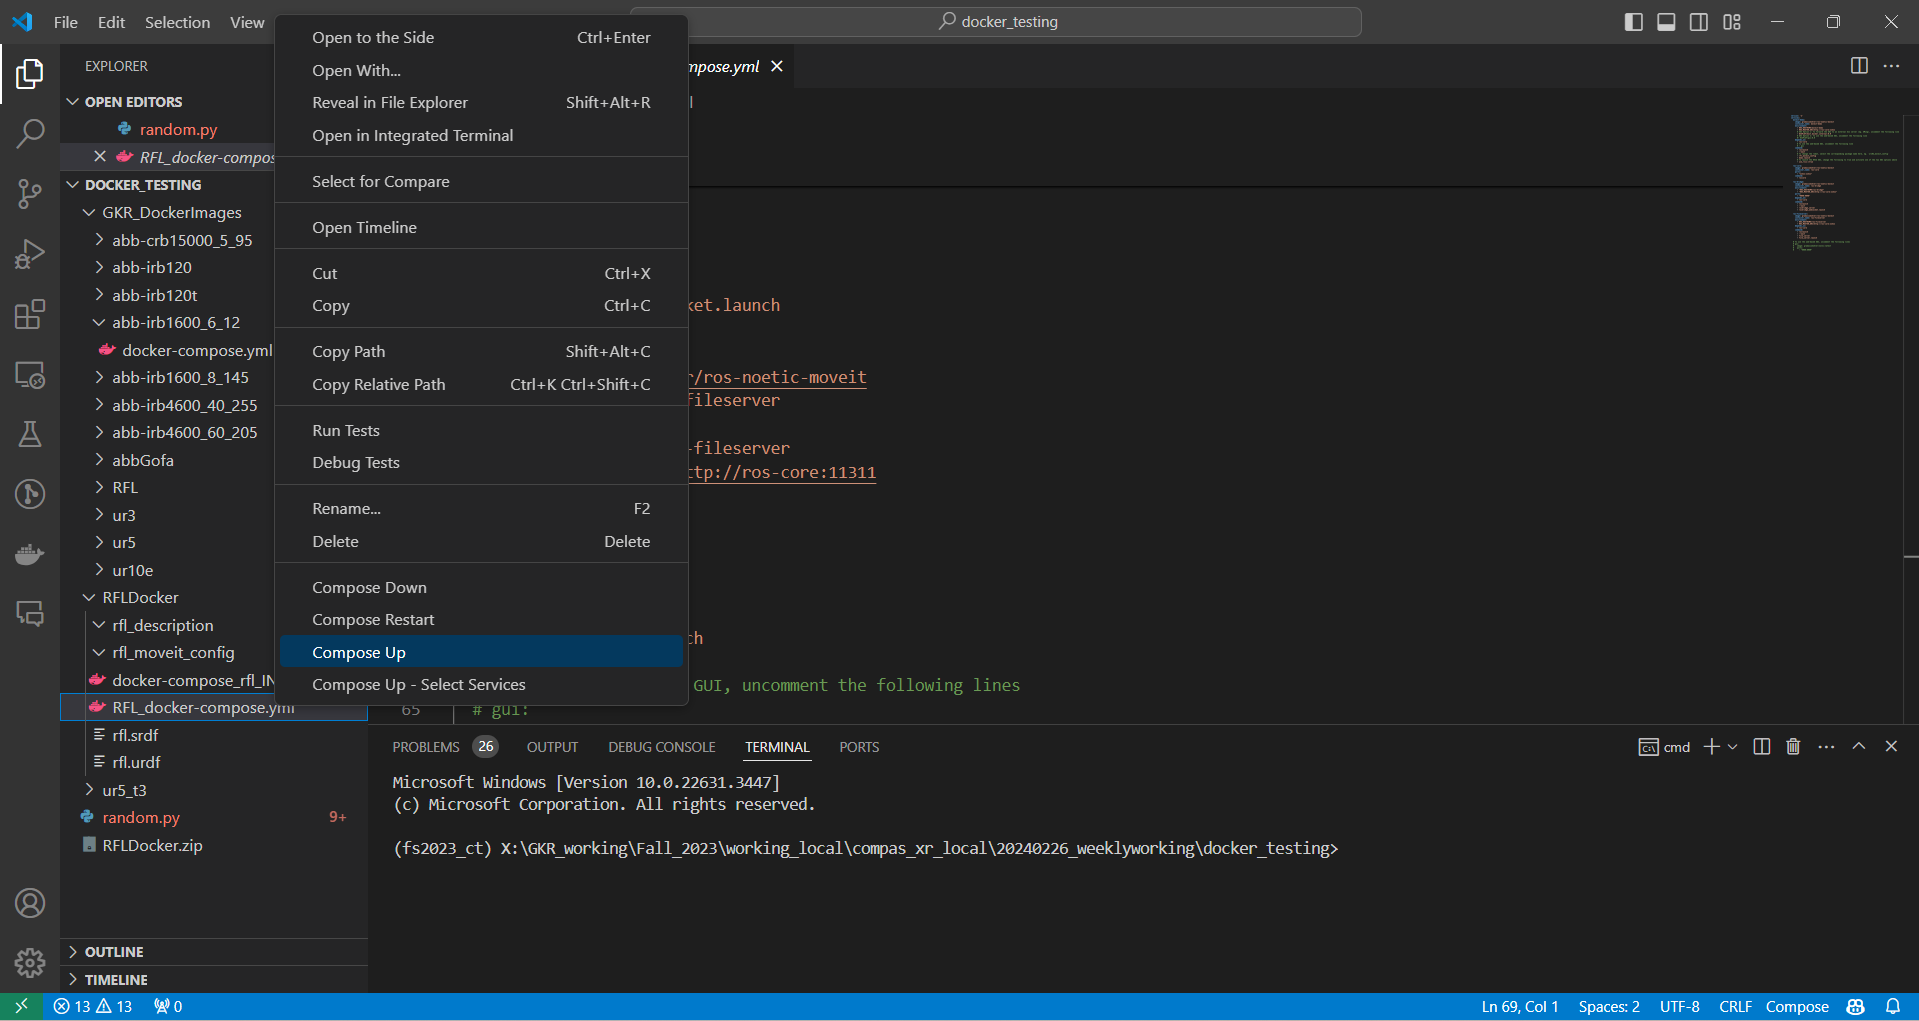 File Edit Selection View
docker_testing
EXPLORER
OPEN EDITORS
random.py
RFL_docker-compos
DOCKER_TESTING
GKR_DockerImages
abb-crb15000_5_95
abb-irb120
abb-irb120t
abb-irb1600_6_12
docker-compose.yml
abb-irb1600_8_145
abb-irb4600_40_255
abb-irb4600_60_205
abbGofa
RFL
ur3
ur5
ur10e
RFLDocker
rfl_description
rfl_moveit_config
docker-compose_rfl_IN
RFL_docker-compose.yml
rfl.srdf
rfl.urdf
ur5_t3
random.py 9+
RFLDocker.zip
OUTLINE
TIMELINE
Open to the Side Ctrl+Enter
Open With...
Reveal in File Explorer Shift+Alt+R
Open in Integrated Terminal
Select for Compare
Open Timeline
Cut Ctrl+X
Copy Ctrl+C
Copy Path Shift+Alt+C
Copy Relative Path Ctrl+K Ctrl+Shift+C
Run Tests
Debug Tests
Rename... F2
Delete Delete
Compose Down
Compose Restart
Compose Up
Compose Up - Select Services
mpose.yml
ket.launch
r/ros-noetic-moveit
fileserver
-fileserver
ttp://ros-core:11311
ch
GUI, uncomment the following lines
65 # gui:
PROBLEMS 26 OUTPUT DEBUG CONSOLE TERMINAL PORTS
cmd
Microsoft Windows [Version 10.0.22631.3447]
(c) Microsoft Corporation. All rights reserved.
(fs2023_ct) X:\GKR_working\Fall_2023\working_local\compas_xr_local\20240226_weeklyworking\docker_testing>
13 13 0
Ln 69, Col 1 Spaces: 2 UTF-8 CRLF Compose